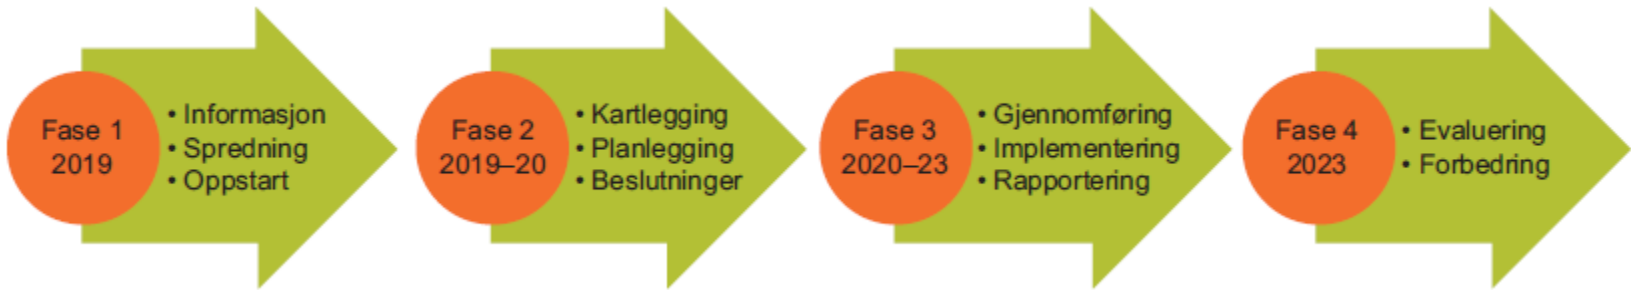 Fase 1
2019
• Informasjon
• Spredning
• Oppstart
Fase 2
2019–20
• Kartlegging
• Planlegging
• Beslutninger
Fase 3
2020–23
• Gjennomføring
• Implementering
• Rapportering
Fase 4
2023
• Evaluering
• Forbedring